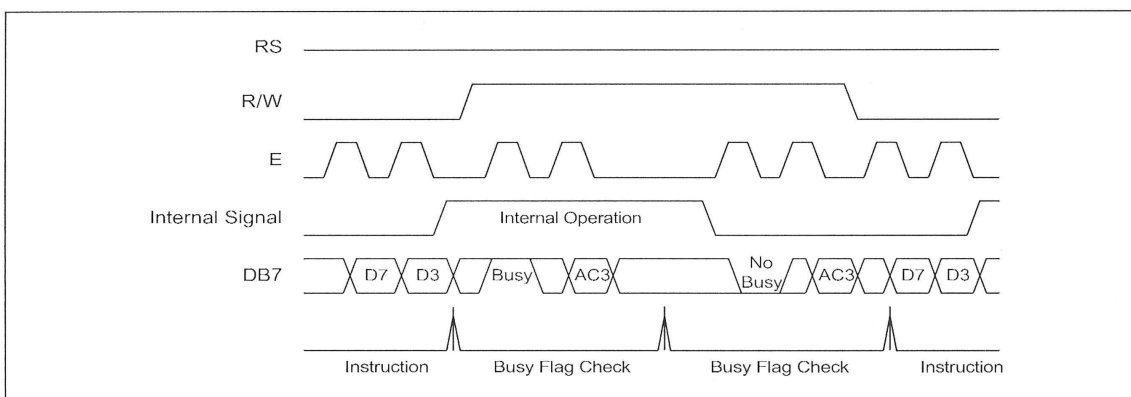 RS
R/W
E
Internal Signal
Internal Operation
DB7
D7 D3 Busy AC3 No Busy AC3 D7 D3
Instruction Busy Flag Check Busy Flag Check Instruction